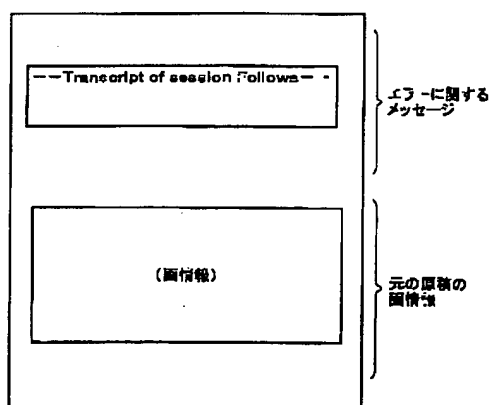 --Transcript of session Follows--
エラーに関する
メッセージ
(画情報)
元の原稿の
画情報